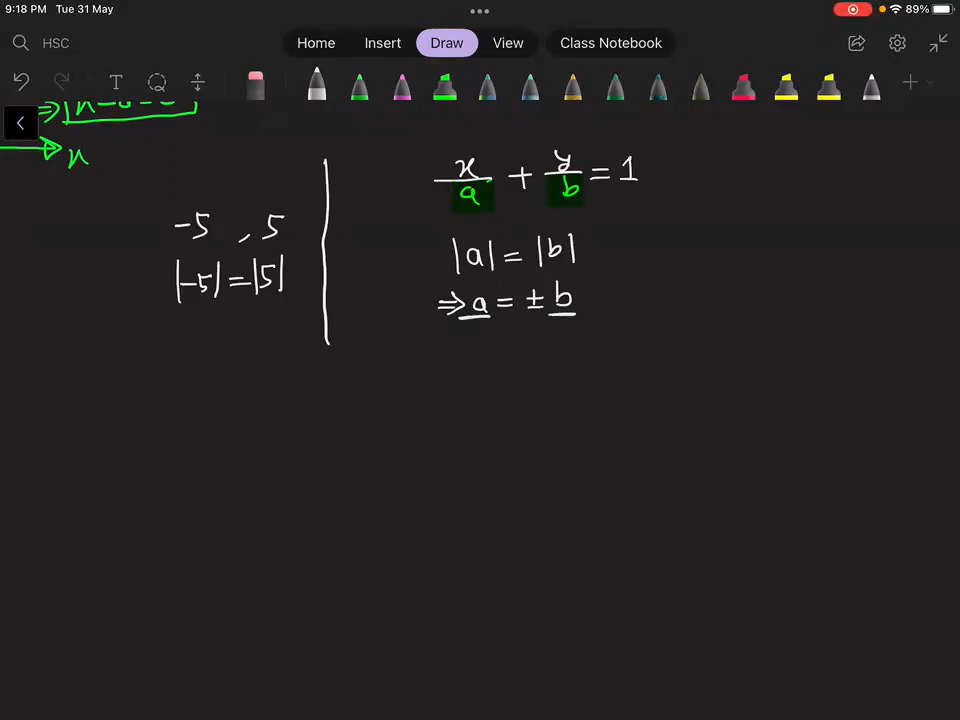 9:18 PM Tue 31 May
89%
HSC
Home Insert Draw View Class Notebook
x
-5 , 5
|-5| = |5|
x/a + y/b = 1
|a| = |b|
⇒ a = ± b